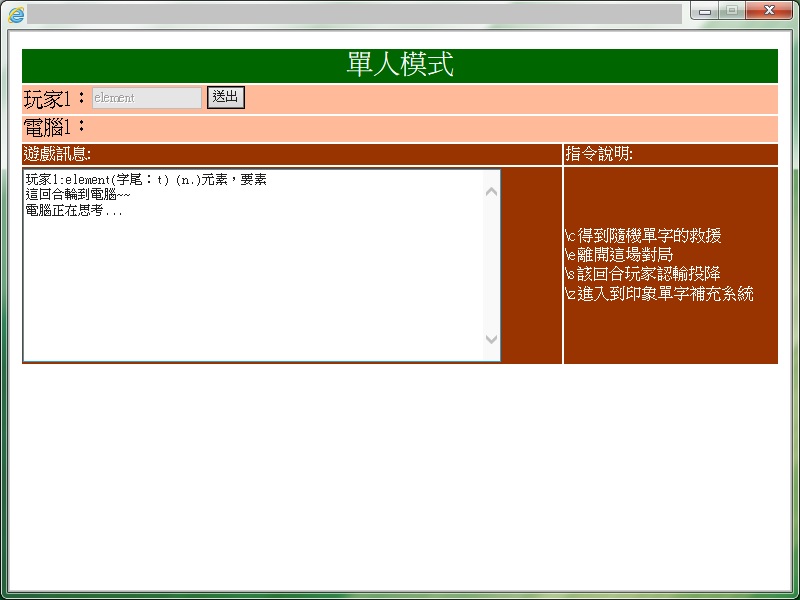 單人模式
玩家1：element 送出
電腦1：
遊戲訊息: 指令說明:
玩家1:element(字尾：t) (n.)元素，要素
這回合輪到電腦~~
電腦正在思考...
\c得到隨機單字的救援
\e離開這場對局
\s該回合玩家認輸投降
\z進入到印象單字補充系統